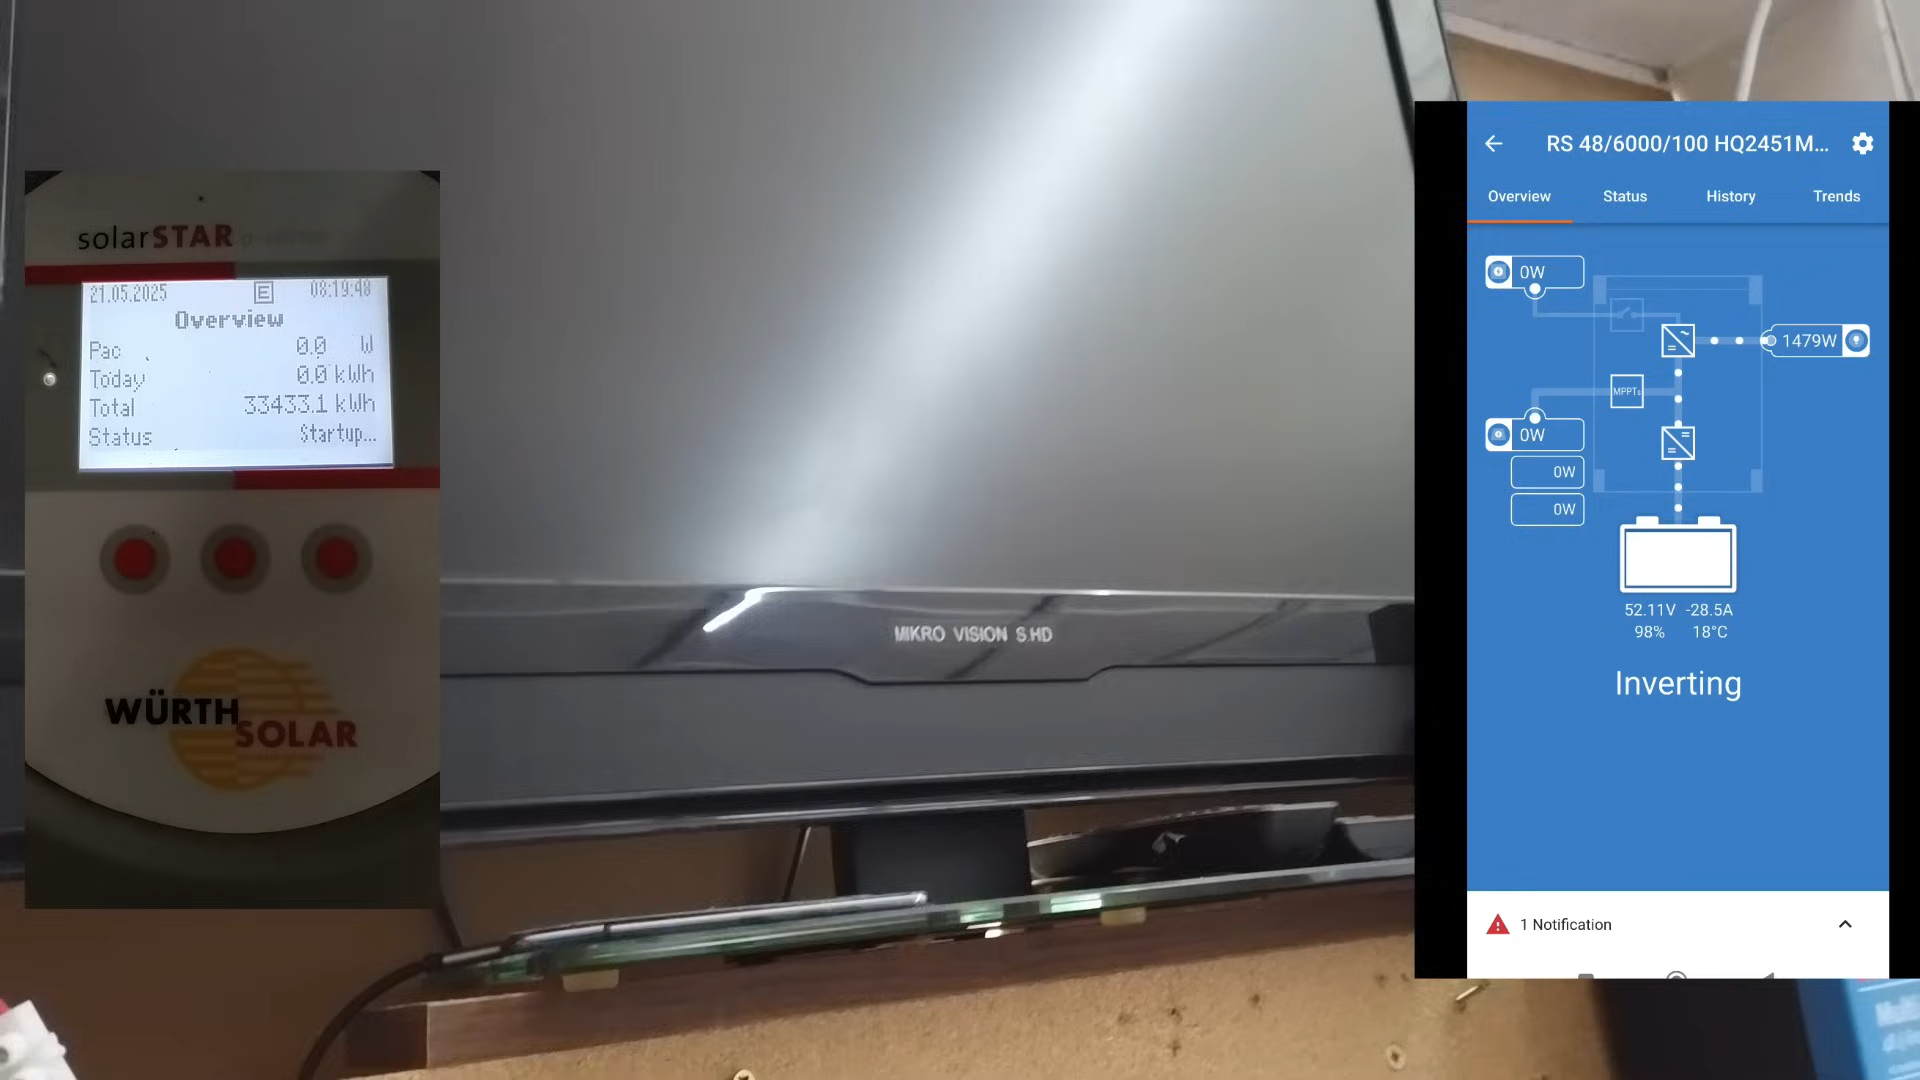 solarSTAR
21.05.2025 E 08:19:48
Overview
Pac 0.0 W
Today 0.0 kWh
Total 33433.1 kWh
Status Startup...
WÜRTH
SOLAR
MIKRO VISION S.HD
RS 48/6000/100 HQ2451M...
Overview Status History Trends
0W
1479W
MPPTs
0W
0W
0W
52.11V -28.5A
98% 18°C
Inverting
1 Notification